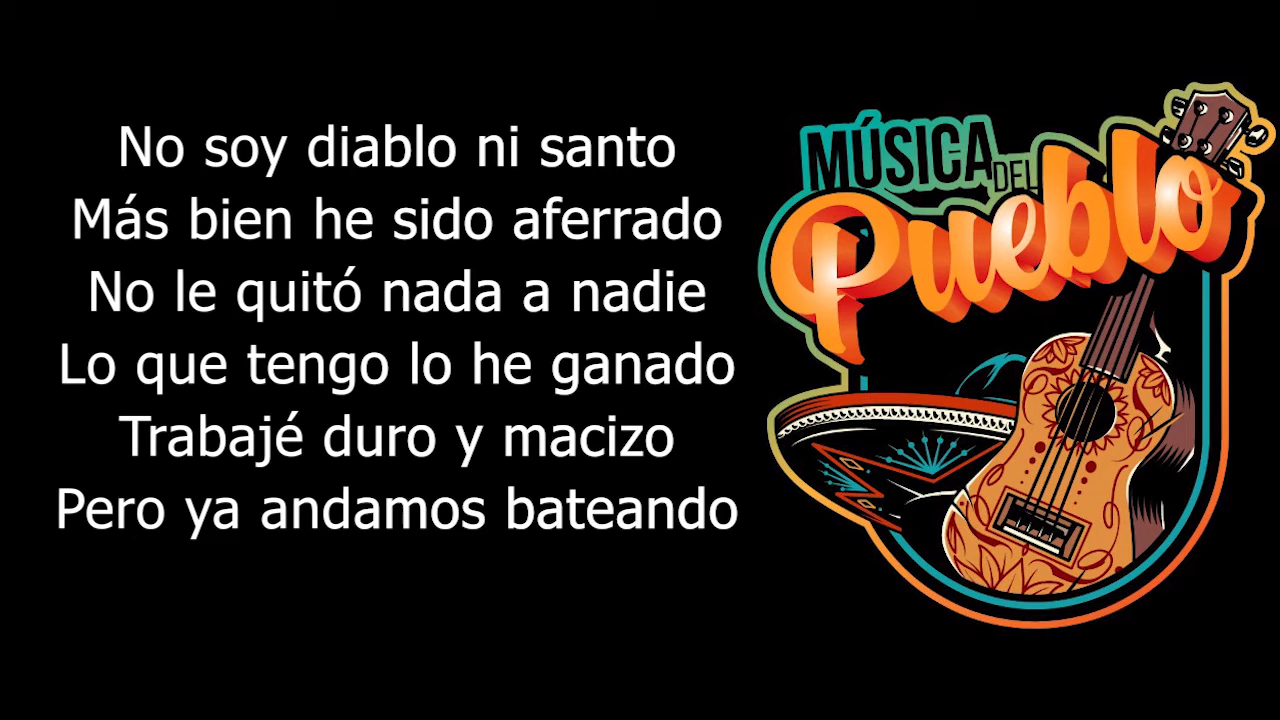 No soy diablo ni santo
Más bien he sido aferrado
No le quitó nada a nadie
Lo que tengo lo he ganado
Trabajé duro y macizo
Pero ya andamos bateando
MÚSICA DEL
Pueblo